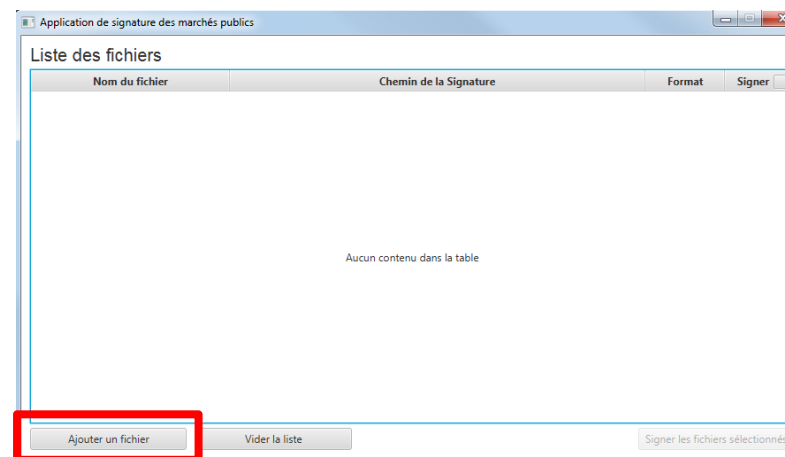 Application de signature des marchés publics
Liste des fichiers
Nom du fichier Chemin de la Signature Format Signer
Aucun contenu dans la table
Ajouter un fichier Vider la liste Signer les fichiers sélectionnés